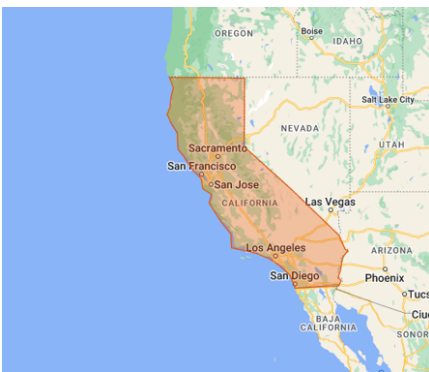 OREGON
Boise
IDAHO
Salt Lake City
NEVADA
UTAH
Sacramento
San Francisco
San Jose
CALIFORNIA
Las Vegas
Los Angeles
ARIZONA
San Diego
Phoenix
Tucs
BAJA
CALIFORNIA
Ciud
SONOR